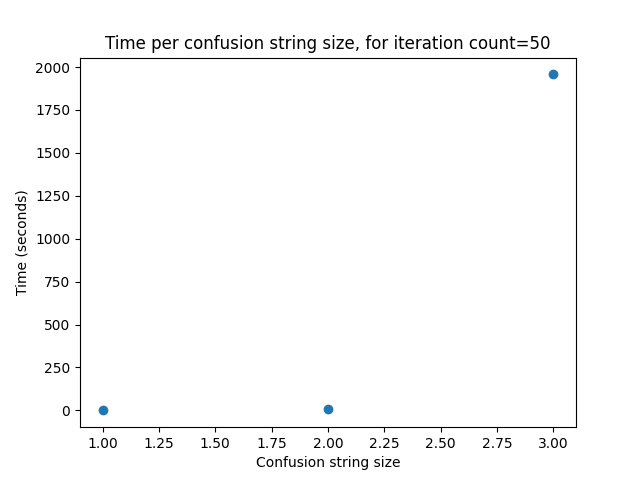 Time per confusion string size, for iteration count=50
2000
1750
1500
1250
1000
750
500
250
0
Time (seconds)
1.00 1.25 1.50 1.75 2.00 2.25 2.50 2.75 3.00
Confusion string size